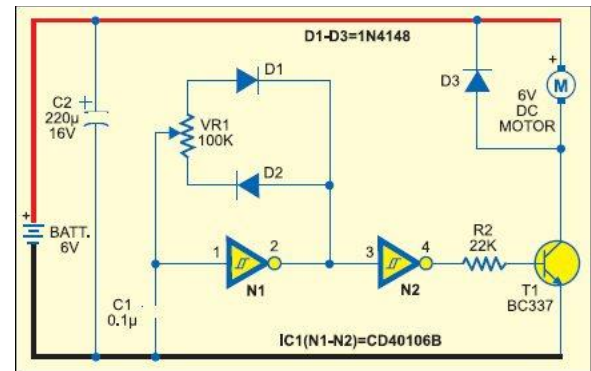 D1-D3=1N4148
D1
+
D3
M
C2 +
220µ
16V
VR1
100K
6V
DC
MOTOR
D2
+
BATT.
6V
1
2
3
4
R2
22K
N1
N2
T1
BC337
C1
0.1µ
IC1(N1-N2)=CD40106B